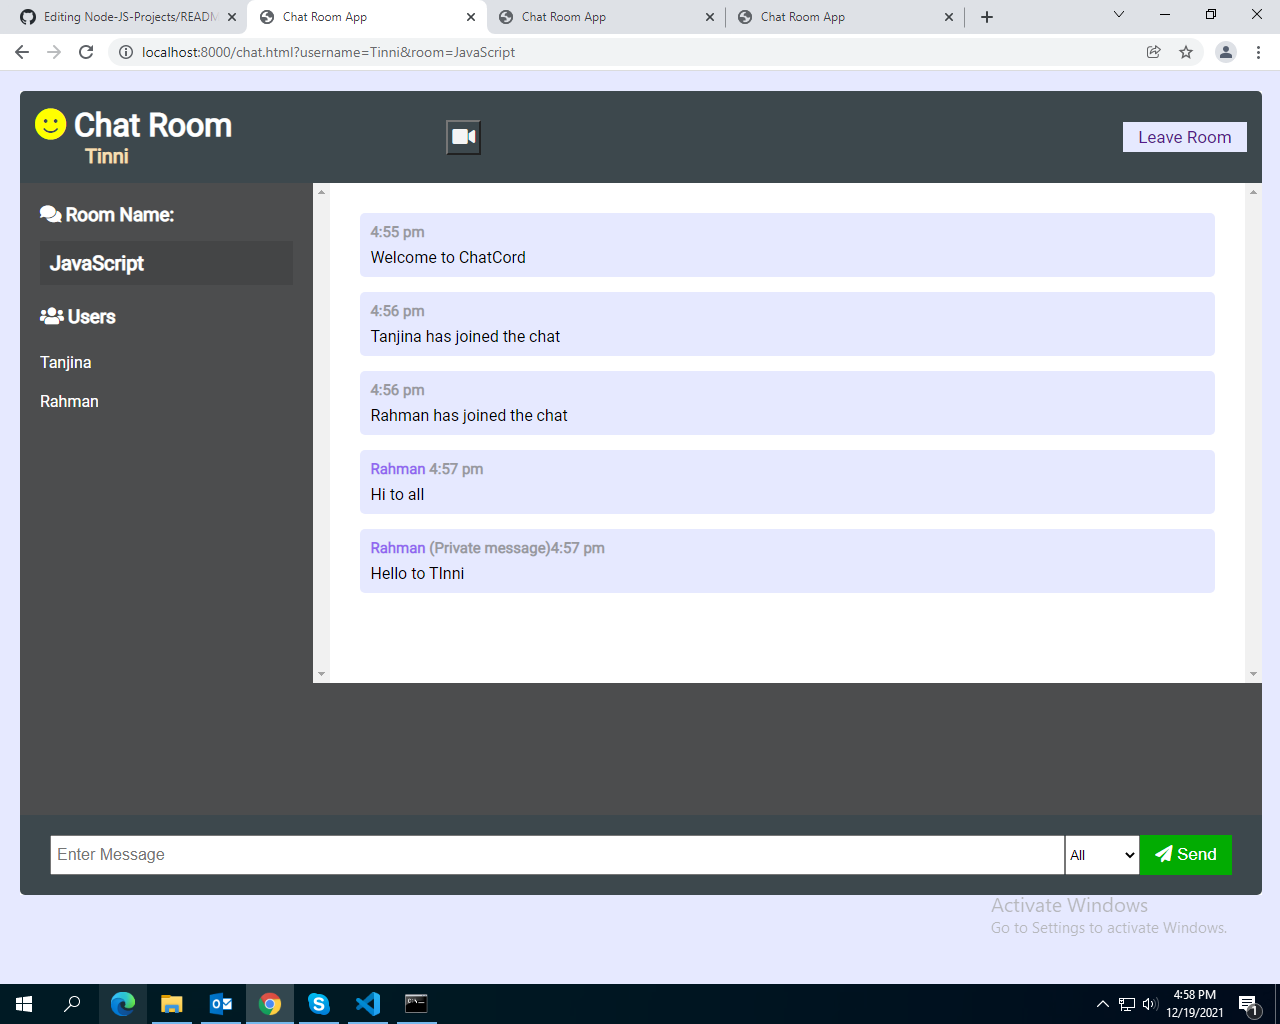 Editing Node-JS-Projects/READM
Chat Room App
Chat Room App
Chat Room App
localhost:8000/chat.html?username=Tinni&room=JavaScript
Chat Room
Tinni
Leave Room
Room Name:
JavaScript
Users
Tanjina
Rahman
4:55 pm
Welcome to ChatCord
4:56 pm
Tanjina has joined the chat
4:56 pm
Rahman has joined the chat
Rahman 4:57 pm
Hi to all
Rahman (Private message)4:57 pm
Hello to TInni
Enter Message
All
Send
Activate Windows
Go to Settings to activate Windows.
4:58 PM
12/19/2021
1